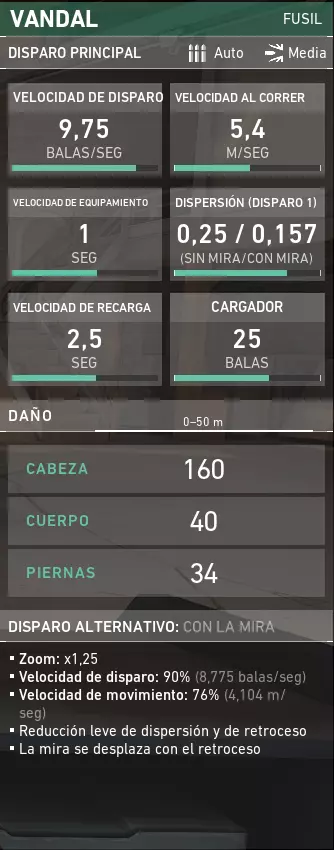 VANDAL FUSIL
DISPARO PRINCIPAL Auto Media
VELOCIDAD DE DISPARO VELOCIDAD AL CORRER
9,75 5,4
BALAS/SEG M/SEG
VELOCIDAD DE EQUIPAMIENTO DISPERSIÓN (DISPARO 1)
1 0,25 / 0,157
SEG (SIN MIRA/CON MIRA)
VELOCIDAD DE RECARGA CARGADOR
2,5 25
SEG BALAS
DAÑO 0–50 m
CABEZA 160
CUERPO 40
PIERNAS 34
DISPARO ALTERNATIVO: CON LA MIRA
▪ Zoom: x1,25
▪ Velocidad de disparo: 90% (8,775 balas/seg)
▪ Velocidad de movimiento: 76% (4,104 m/
seg)
▪ Reducción leve de dispersión y de retroceso
▪ La mira se desplaza con el retroceso